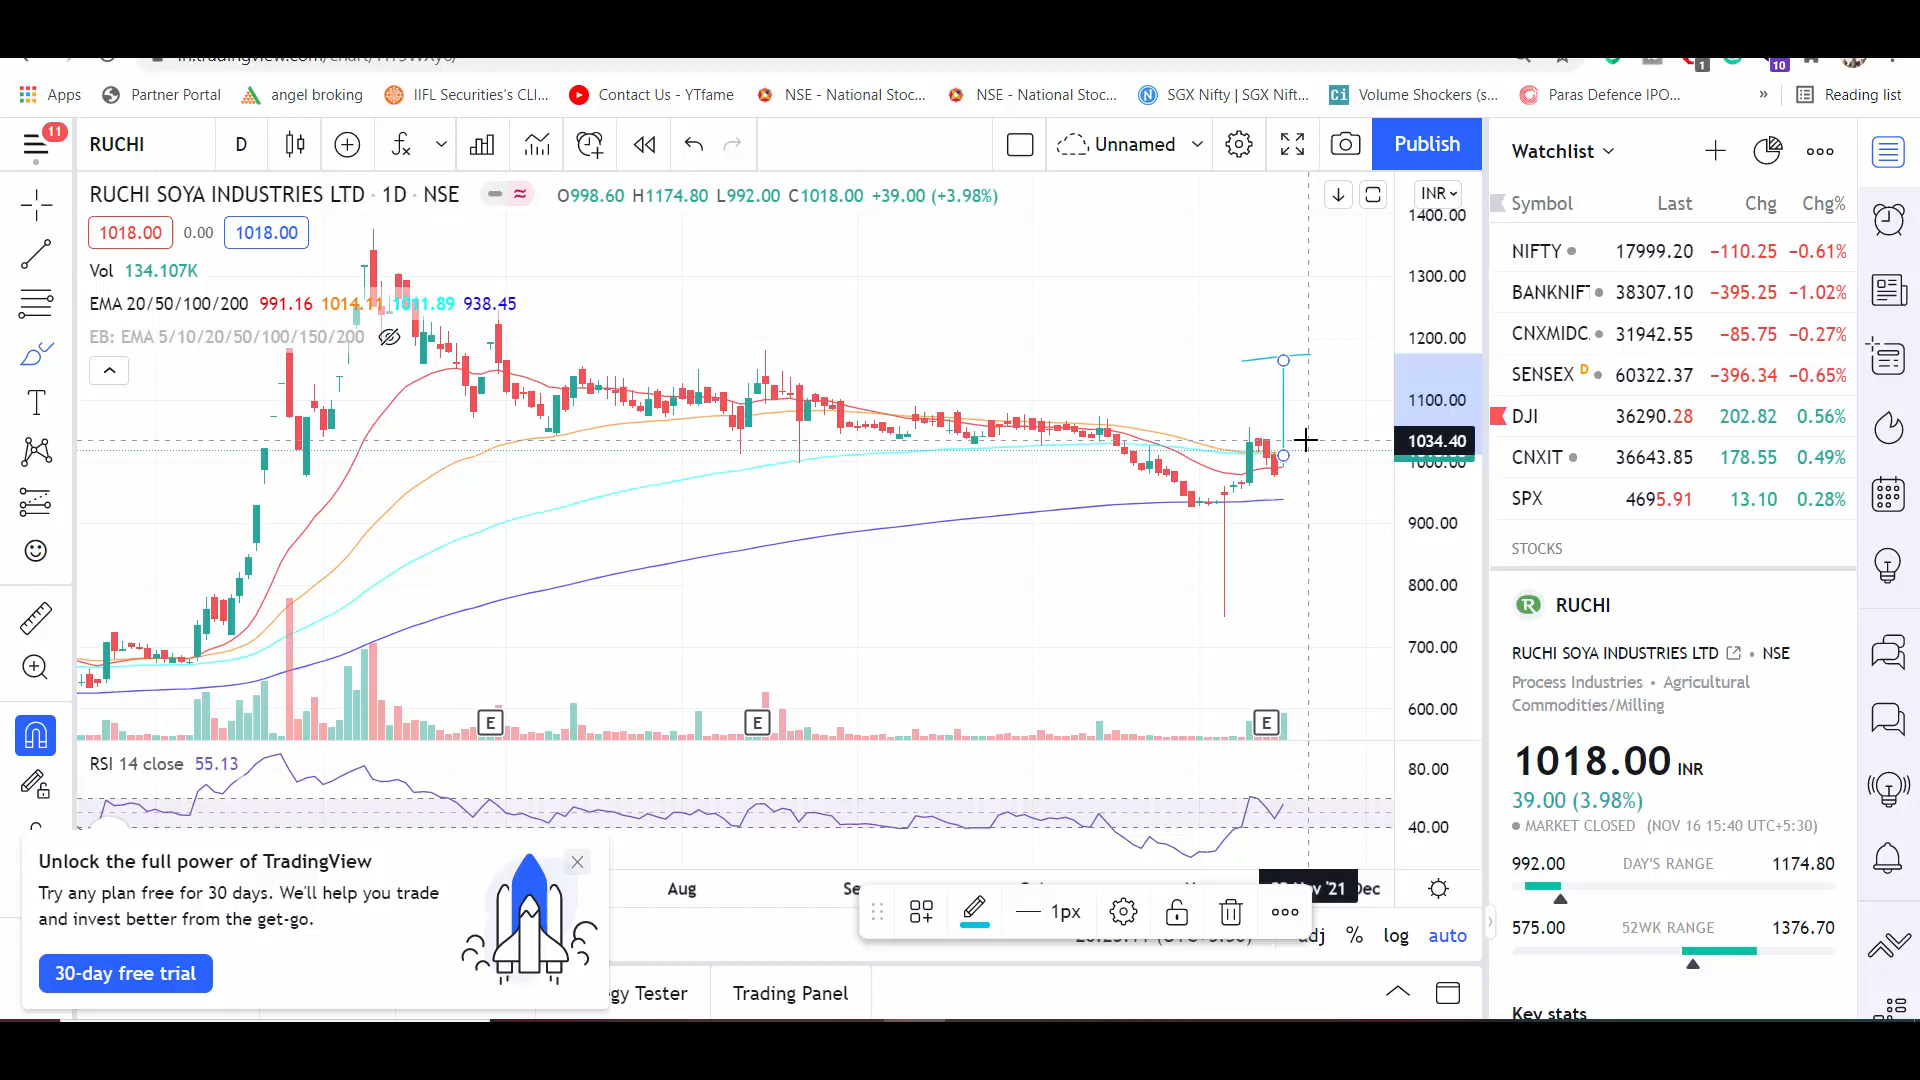 Apps Partner Portal angel broking IIFL Securities's CLI... Contact Us - YTfame NSE - National Stoc... NSE - National Stoc... SGX Nifty | SGX Nift... Volume Shockers (s... Paras Defence IPO... » Reading list
1 10
11 RUCHI D Unnamed Publish
RUCHI SOYA INDUSTRIES LTD · 1D · NSE O998.60 H1174.80 L992.00 C1018.00 +39.00 (+3.98%)
1018.00 0.00 1018.00
Vol 134.107K
EMA 20/50/100/200 991.16 1014.11 1011.89 938.45
EB: EMA 5/10/20/50/100/150/200
INR
1400.00
1300.00
1200.00
1100.00
1034.40
1000.00
900.00
800.00
700.00
600.00
E E E
RSI 14 close 55.13
80.00
40.00
Aug Dec
Unlock the full power of TradingView
Try any plan free for 30 days. We'll help you trade
and invest better from the get-go.
30-day free trial
1px
% log auto
gy Tester Trading Panel
Watchlist
Symbol Last Chg Chg%
NIFTY 17999.20 −110.25 −0.61%
BANKNIF 38307.10 −395.25 −1.02%
CNXMIDC 31942.55 −85.75 −0.27%
SENSEX D 60322.37 −396.34 −0.65%
DJI 36290.28 202.82 0.56%
CNXIT 36643.85 178.55 0.49%
SPX 4695.91 13.10 0.28%
STOCKS
R RUCHI
RUCHI SOYA INDUSTRIES LTD • NSE
Process Industries • Agricultural
Commodities/Milling
1018.00 INR
39.00 (3.98%)
MARKET CLOSED (NOV 16 15:40 UTC+5:30)
992.00 DAY'S RANGE 1174.80
575.00 52WK RANGE 1376.70
Key stats